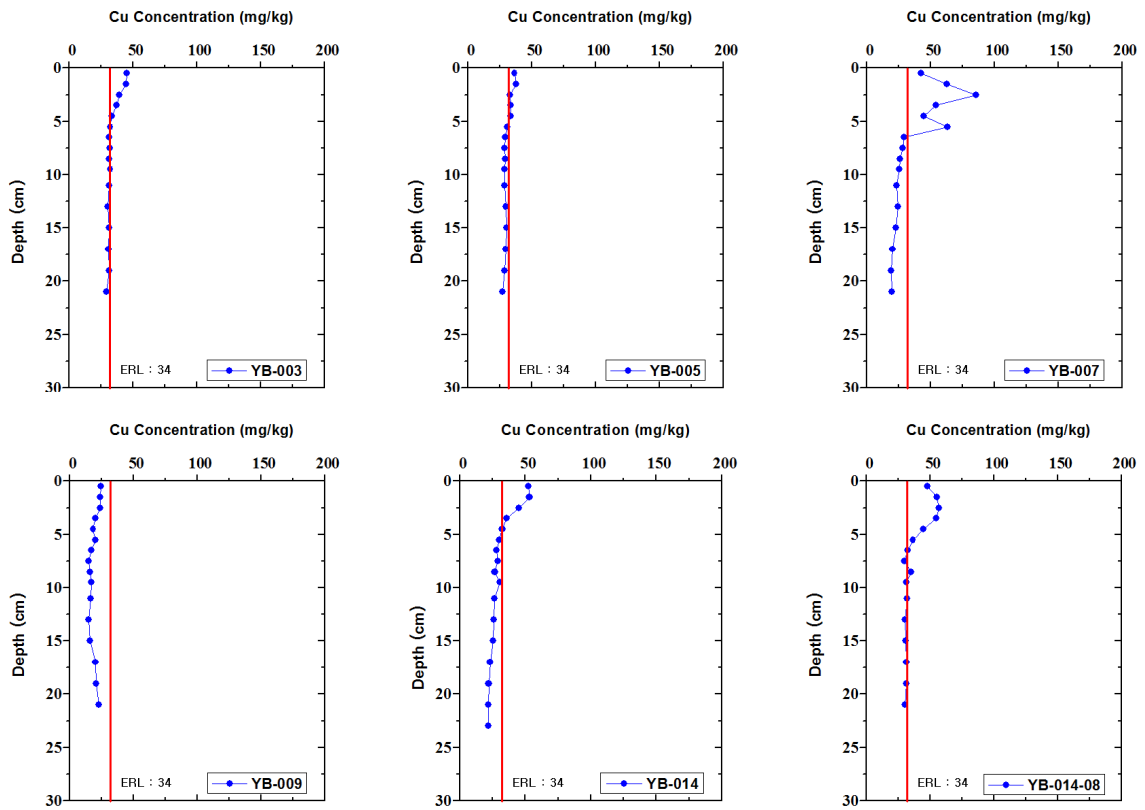 Cu Concentration (mg/kg) Cu Concentration (mg/kg) Cu Concentration (mg/kg)
0 50 100 150 200 0 50 100 150 200 0 50 100 150 200
0 0 0
5 5 5
10 10 10
15 15 15
20 20 20
25 25 25
30 30 30
Depth (cm) Depth (cm) Depth (cm)
ERL : 34 YB-003 ERL : 34 YB-005 ERL : 34 YB-007
Cu Concentration (mg/kg) Cu Concentration (mg/kg) Cu Concentration (mg/kg)
0 50 100 150 200 0 50 100 150 200 0 50 100 150 200
0 0 0
5 5 5
10 10 10
15 15 15
20 20 20
25 25 25
30 30 30
Depth (cm) Depth (cm) Depth (cm)
ERL : 34 YB-009 ERL : 34 YB-014 ERL : 34 YB-014-08